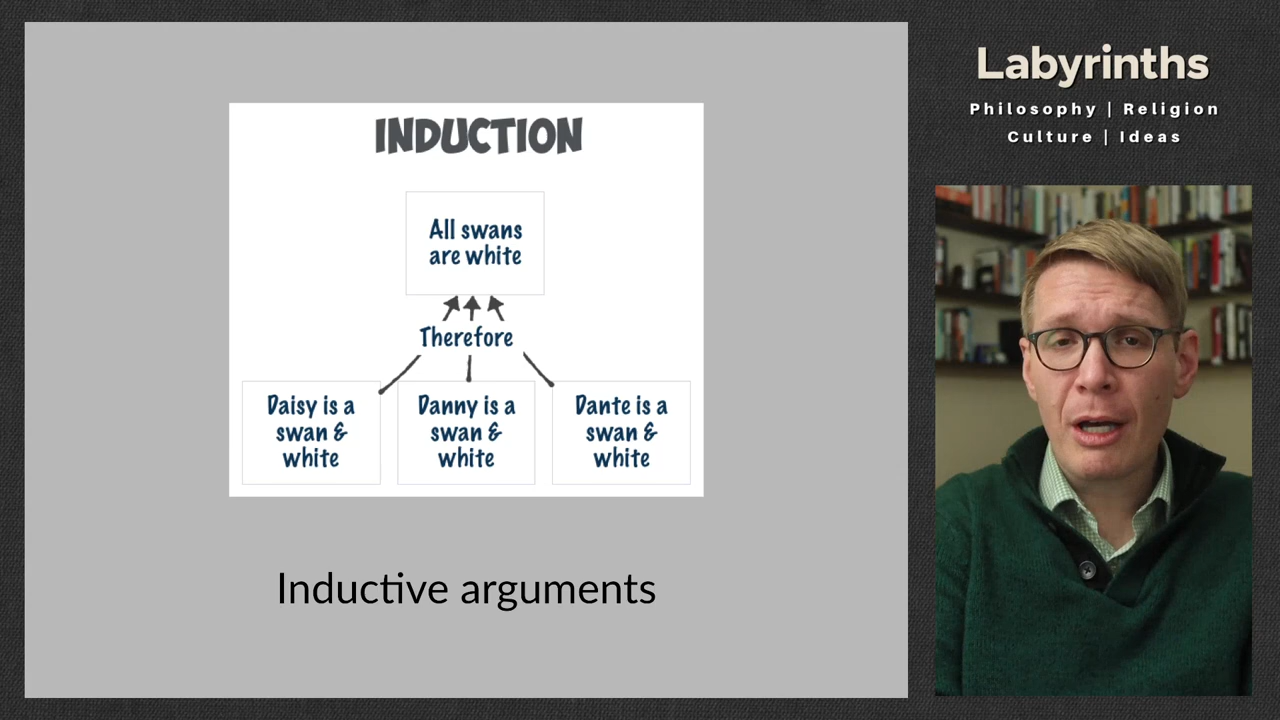 INDUCTION
All swans
are white
Therefore
Daisy is a
swan &
white
Danny is a
swan &
white
Dante is a
swan &
white
Inductive arguments
Labyrinths
Philosophy | Religion
Culture | Ideas